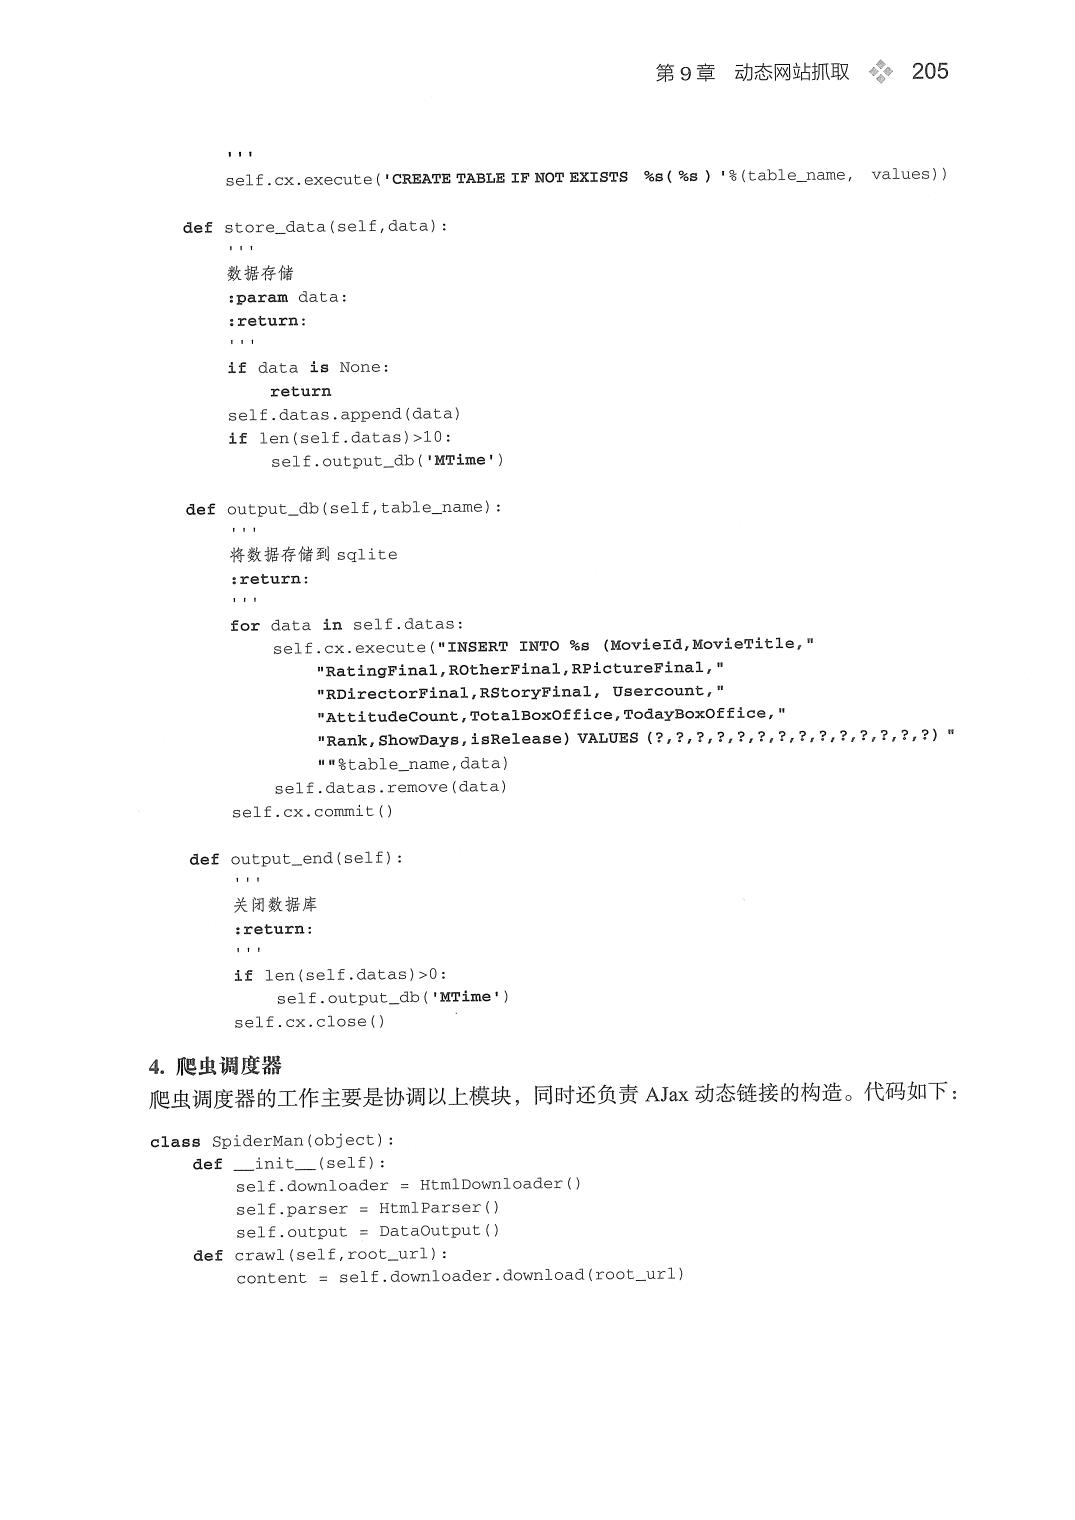 第 9 章 动态网站抓取 205
'''
self.cx.execute('CREATE TABLE IF NOT EXISTS %s( %s ) '%(table_name, values))
def store_data(self,data):
'''
数据存储
:param data:
:return:
'''
if data is None:
return
self.datas.append(data)
if len(self.datas)>10:
self.output_db('MTime')
def output_db(self,table_name):
'''
将数据存储到 sqlite
:return:
'''
for data in self.datas:
self.cx.execute("INSERT INTO %s (MovieId,MovieTitle,"
"RatingFinal,ROtherFinal,RPictureFinal,"
"RDirectorFinal,RStoryFinal, Usercount,"
"AttitudeCount,TotalBoxOffice,TodayBoxOffice,"
"Rank,ShowDays,isRelease) VALUES (?,?,?,?,?,?,?,?,?,?,?,?,?,?) "
""%table_name,data)
self.datas.remove(data)
self.cx.commit()
def output_end(self):
'''
关闭数据库
:return:
'''
if len(self.datas)>0:
self.output_db('MTime')
self.cx.close()
4. 爬虫调度器
爬虫调度器的工作主要是协调以上模块，同时还负责 AJax 动态链接的构造。代码如下：
class SpiderMan(object):
def __init__(self):
self.downloader = HtmlDownloader()
self.parser = HtmlParser()
self.output = DataOutput()
def crawl(self,root_url):
content = self.downloader.download(root_url)